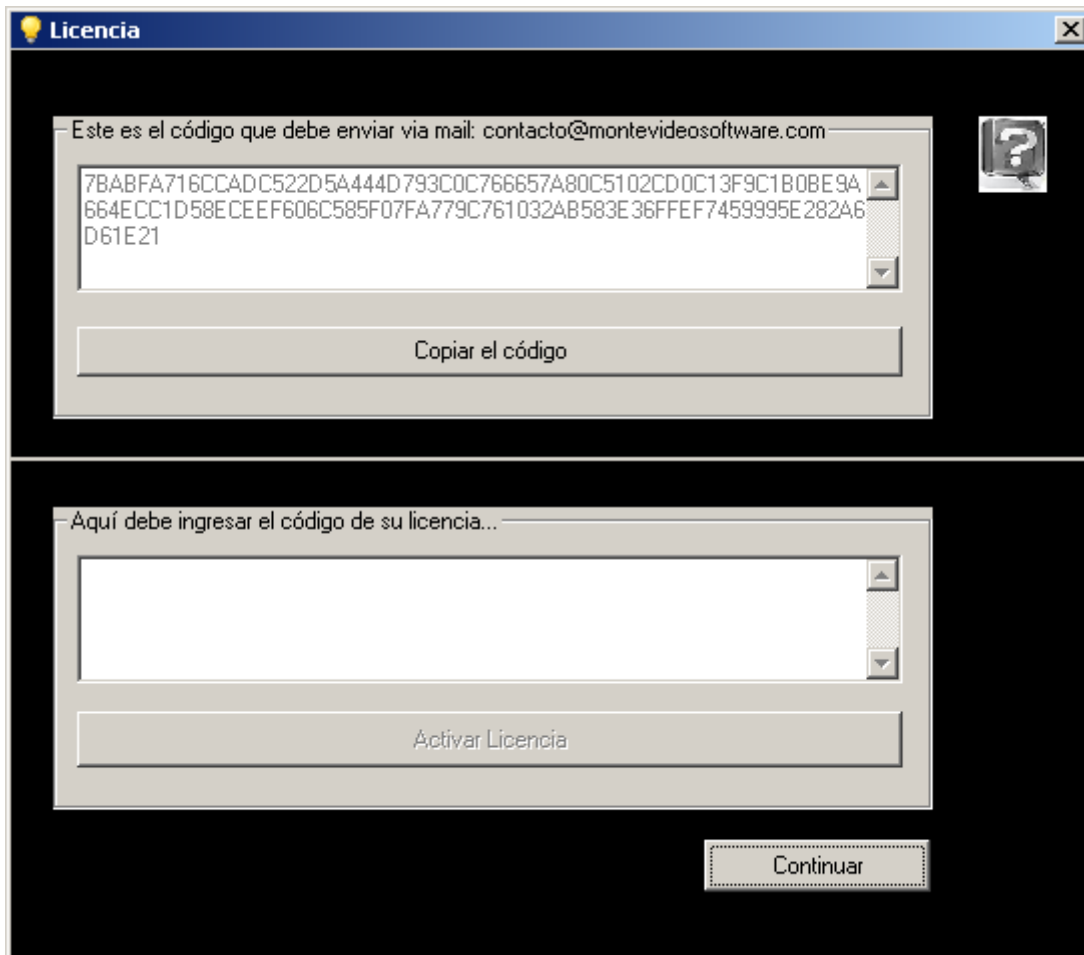 Licencia
Este es el código que debe enviar via mail: contacto@montevideosoftware.com
7BABFA716CCADC522D5A444D793C0C766657A80C5102CD0C13F9C1B0BE9A
664ECC1D58ECEEF606C585F07FA779C761032AB583E36FFEF7459995E282A6
D61E21
Copiar el código
Aquí debe ingresar el código de su licencia...
Activar Licencia
Continuar